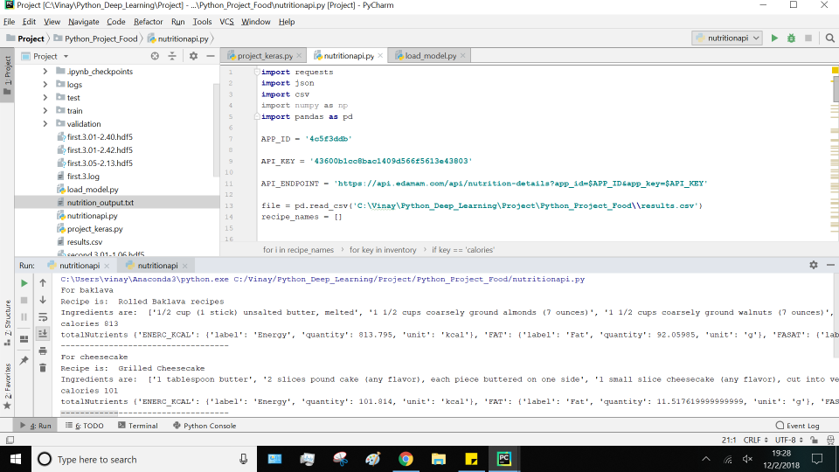 Project [C:\Vinay\Python_Deep_Learning\Project] - ...\Python_Project_Food\nutritionapi.py [Project] - PyCharm
File Edit View Navigate Code Refactor Run Tools VCS Window Help
Project Python_Project_Food nutritionapi.py nutritionapi
1: Project
Project
project_keras.py nutritionapi.py load_model.py
.ipynb_checkpoints
logs
test
train
validation
first.3.01-2.40.hdf5
first.3.01-2.42.hdf5
first.3.05-2.13.hdf5
first.3.log
load_model.py
nutrition_output.txt
nutritionapi.py
project_keras.py
results.csv
second.3.01-1.06.hdf5
1 import requests
2 import json
3 import csv
4 import numpy as np
5 import pandas as pd
6
7 APP_ID = '4c5f3ddb'
8
9 API_KEY = '43600b1cc8bac1409d566f5613e43803'
10
11 API_ENDPOINT = 'https://api.edamam.com/api/nutrition-details?app_id=$APP_ID&app_key=$API_KEY'
12
13 file = pd.read_csv('C:\Vinay\Python_Deep_Learning\Project\Python_Project_Food\\results.csv')
14 recipe_names = []
15
16
for i in recipe_names for key in inventory if key == 'calories'
Run: nutritionapi nutritionapi
C:\Users\vinay\Anaconda3\python.exe C:/Vinay/Python_Deep_Learning/Project/Python_Project_Food/nutritionapi.py
For baklava
Recipe is: Rolled Baklava recipes
Ingredients are: ['1/2 cup (1 stick) unsalted butter, melted', '1 1/2 cups coarsely ground almonds (7 ounces)', '1 1/2 cups coarsely ground walnuts (7 ounces)',
calories 813
totalNutrients {'ENERC_KCAL': {'label': 'Energy', 'quantity': 813.795, 'unit': 'kcal'}, 'FAT': {'label': 'Fat', 'quantity': 92.05985, 'unit': 'g'}, 'FASAT': {'lab
-----------------------------------
For cheesecake
Recipe is: Grilled Cheesecake
Ingredients are: ['1 tablespoon butter', '2 slices pound cake (any flavor), each piece buttered on one side', '1 small slice cheesecake (any flavor), cut into ve
calories 101
totalNutrients {'ENERC_KCAL': {'label': 'Energy', 'quantity': 101.814, 'unit': 'kcal'}, 'FAT': {'label': 'Fat', 'quantity': 11.517619999999999, 'unit': 'g'}, 'FAS
-----------------------------------
Z: Structure
2: Favorites
4: Run 6: TODO Terminal Python Console Event Log
21:1 CRLF UTF-8
Type here to search
19:28
12/2/2018